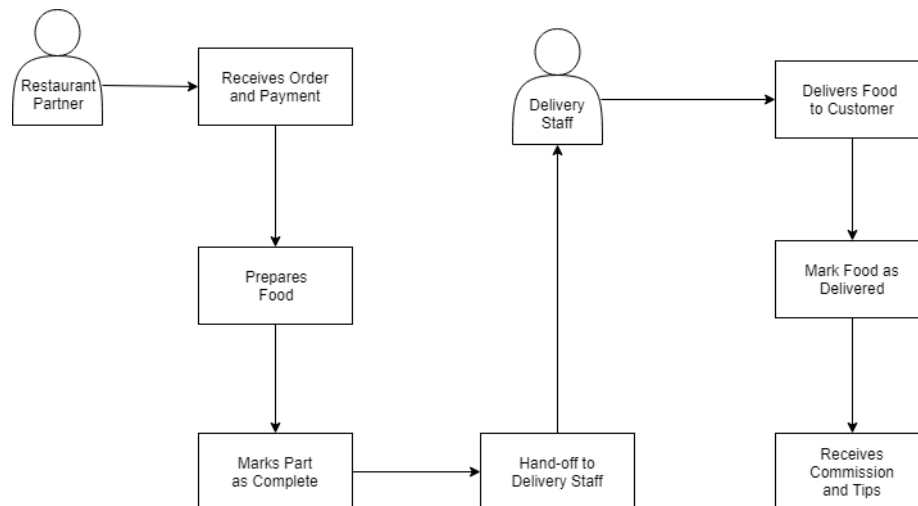 Restaurant
Partner
Receives Order
and Payment
Prepares
Food
Marks Part
as Complete
Hand-off to
Delivery Staff
Delivery
Staff
Delivers Food
to Customer
Mark Food as
Delivered
Receives
Commission
and Tips